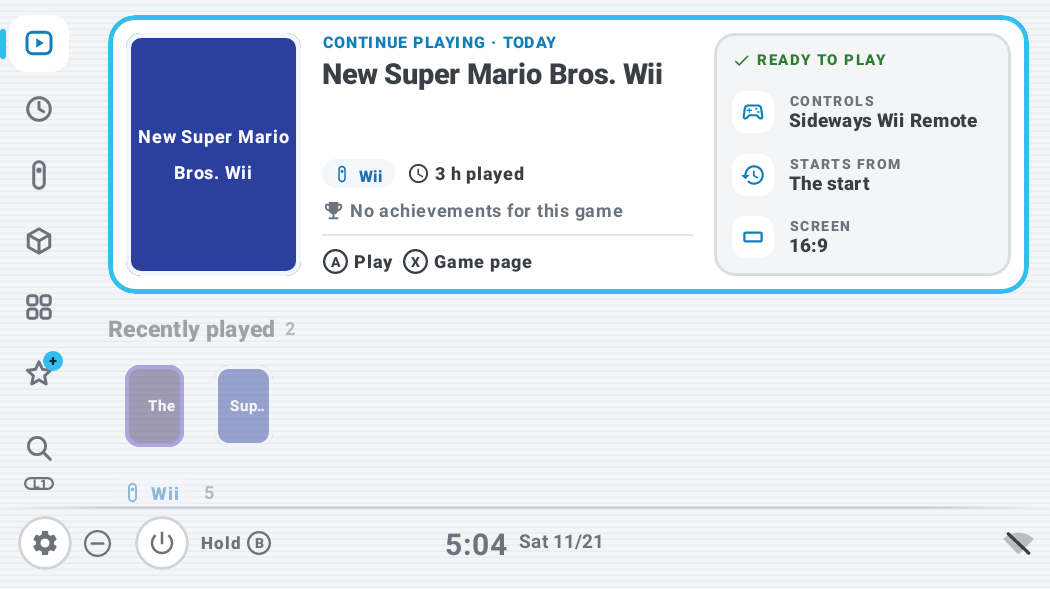 CONTINUE PLAYING · TODAY
New Super Mario Bros. Wii
New Super Mario
Bros. Wii
Wii
3 h played
No achievements for this game
A Play X Game page
READY TO PLAY
CONTROLS
Sideways Wii Remote
STARTS FROM
The start
SCREEN
16:9
Recently played 2
+
The
Sup..
L1
Wii 5
Hold B
5:04 Sat 11/21